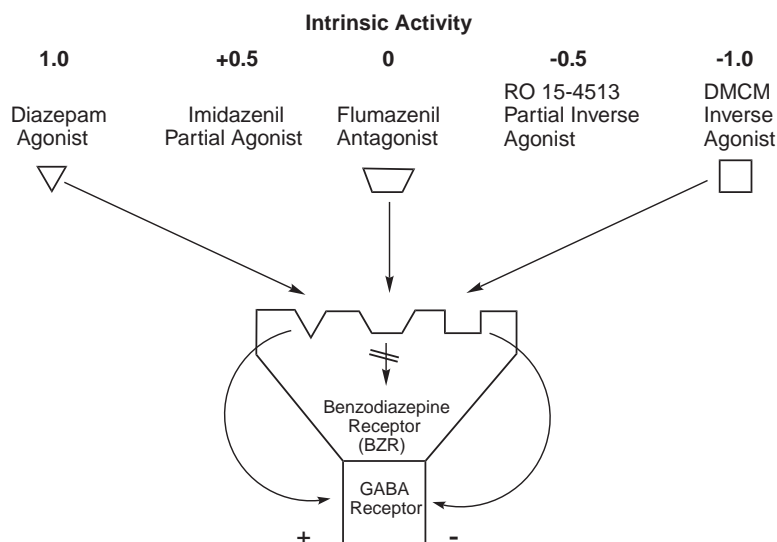 Intrinsic Activity
1.0 +0.5 0 -0.5 -1.0
Diazepam
Agonist
Imidazenil
Partial Agonist
Flumazenil
Antagonist
RO 15-4513
Partial Inverse
Agonist
DMCM
Inverse
Agonist
Benzodiazepine
Receptor
(BZR)
GABA
Receptor
+ -